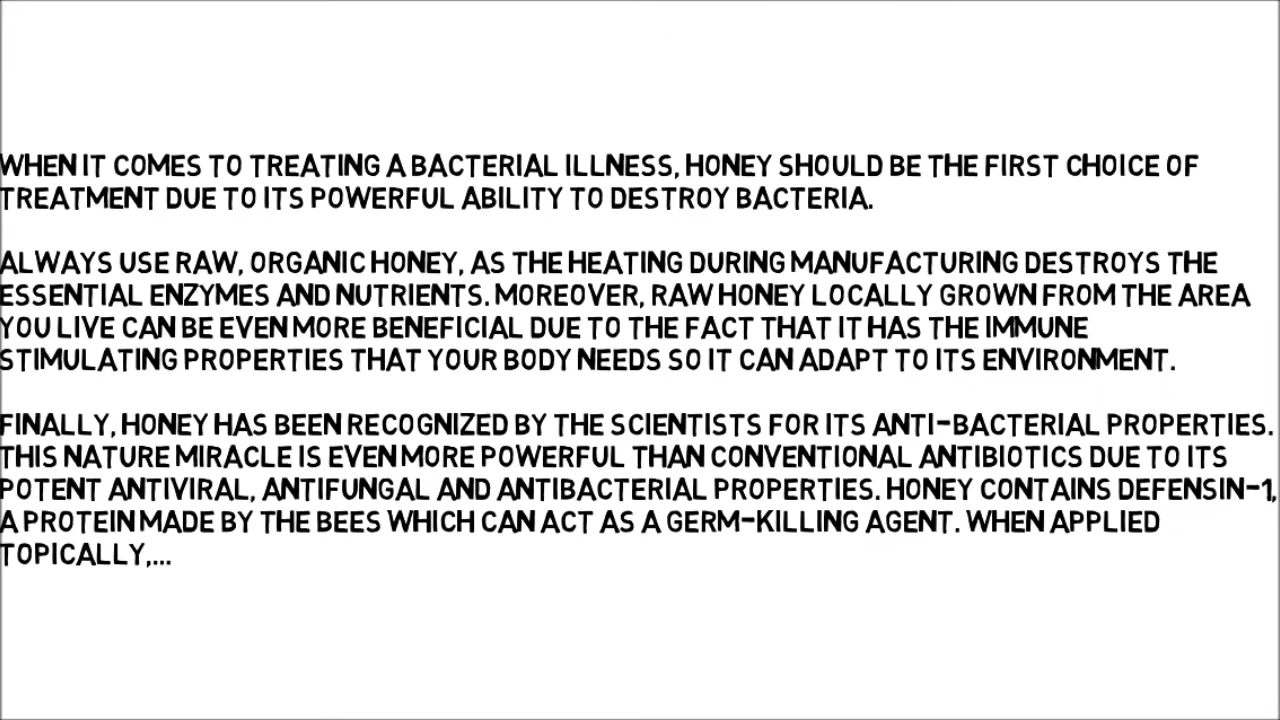 WHEN IT COMES TO TREATING A BACTERIAL ILLNESS, HONEY SHOULD BE THE FIRST CHOICE OF
TREATMENT DUE TO ITS POWERFUL ABILITY TO DESTROY BACTERIA.
ALWAYS USE RAW, ORGANIC HONEY, AS THE HEATING DURING MANUFACTURING DESTROYS THE
ESSENTIAL ENZYMES AND NUTRIENTS. MOREOVER, RAW HONEY LOCALLY GROWN FROM THE AREA
YOU LIVE CAN BE EVEN MORE BENEFICIAL DUE TO THE FACT THAT IT HAS THE IMMUNE
STIMULATING PROPERTIES THAT YOUR BODY NEEDS SO IT CAN ADAPT TO ITS ENVIRONMENT.
FINALLY, HONEY HAS BEEN RECOGNIZED BY THE SCIENTISTS FOR ITS ANTI-BACTERIAL PROPERTIES.
THIS NATURE MIRACLE IS EVEN MORE POWERFUL THAN CONVENTIONAL ANTIBIOTICS DUE TO ITS
POTENT ANTIVIRAL, ANTIFUNGAL AND ANTIBACTERIAL PROPERTIES. HONEY CONTAINS DEFENSIN-1,
A PROTEIN MADE BY THE BEES WHICH CAN ACT AS A GERM-KILLING AGENT. WHEN APPLIED
TOPICALLY,...